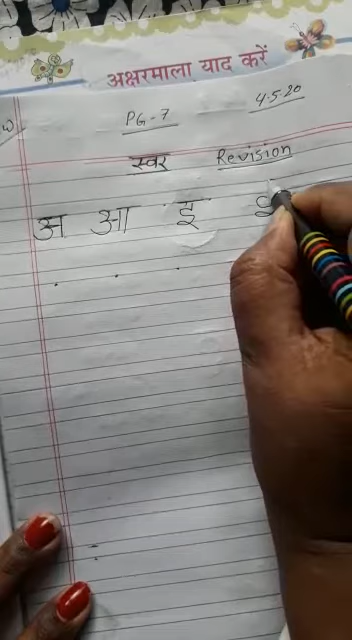 अक्षरमाला याद करें
PG-7 4-5-20
स्वर Revision
अ आ इ